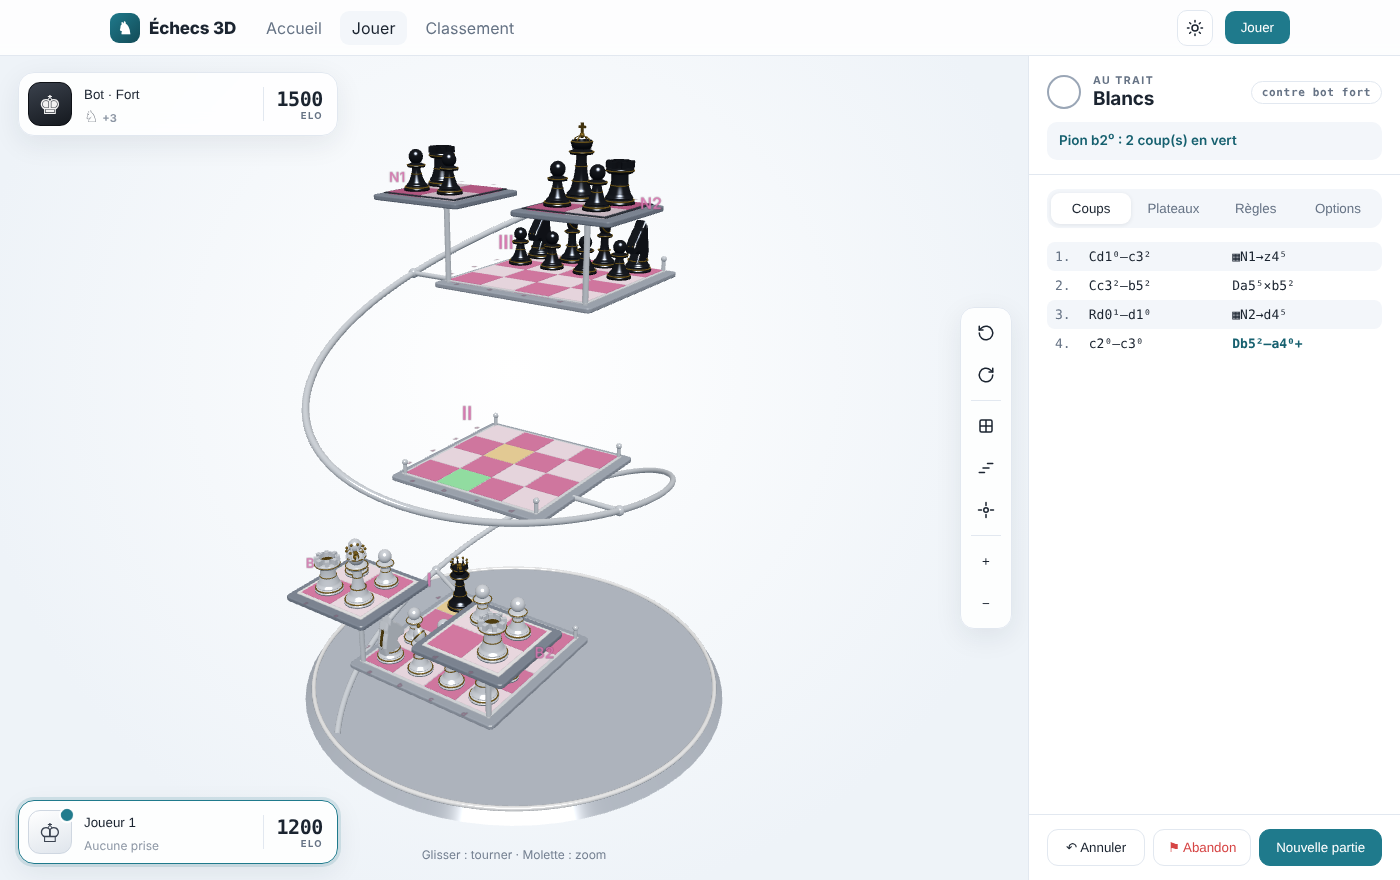 Échecs 3D
Accueil
Jouer
Classement
Jouer
Bot · Fort
+3
1500
ELO
N1
N2
III
II
B
I
B2
Joueur 1
Aucune prise
1200
ELO
Glisser : tourner · Molette : zoom
AU TRAIT
Blancs
contre bot fort
Pion b2⁰ : 2 coup(s) en vert
Coups
Plateaux
Règles
Options
1. Cd1⁰–c3² ▦N1→z4⁵
2. Cc3²–b5² Da5⁵×b5²
3. Rd0¹–d1⁰ ▦N2→d4⁵
4. c2⁰–c3⁰ Db5²–a4⁰+
+
−
↶ Annuler
⚑ Abandon
Nouvelle partie